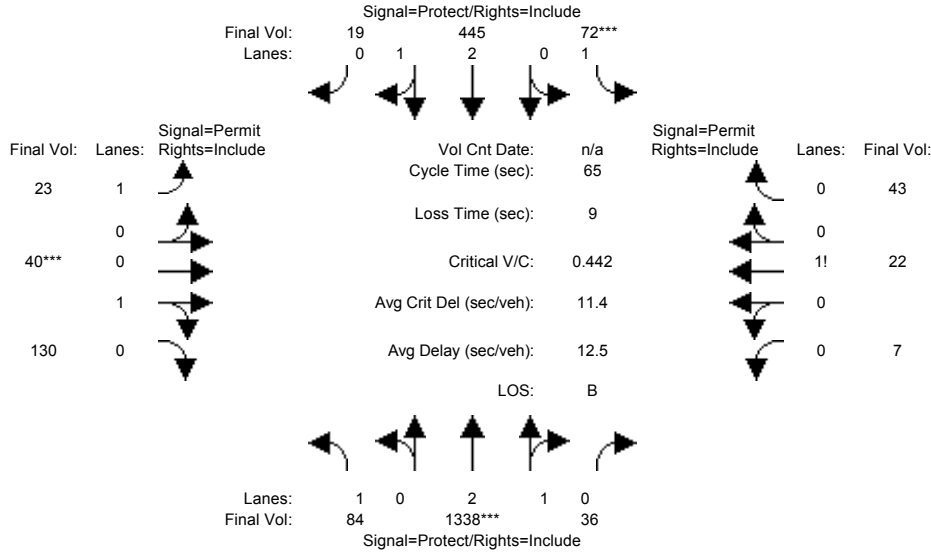 Signal=Protect/Rights=Include
Final Vol: 19 445 72***
Lanes: 0 1 2 0 1
Signal=Permit Signal=Permit
Final Vol: Lanes: Rights=Include Vol Cnt Date: n/a Rights=Include Lanes: Final Vol:
Cycle Time (sec): 65
23 1 0 43
Loss Time (sec): 9
0 0
40*** 0 Critical V/C: 0.442 1! 22
1 Avg Crit Del (sec/veh): 11.4 0
130 0 Avg Delay (sec/veh): 12.5 0 7
LOS: B
Lanes: 1 0 2 1 0
Final Vol: 84 1338*** 36
Signal=Protect/Rights=Include